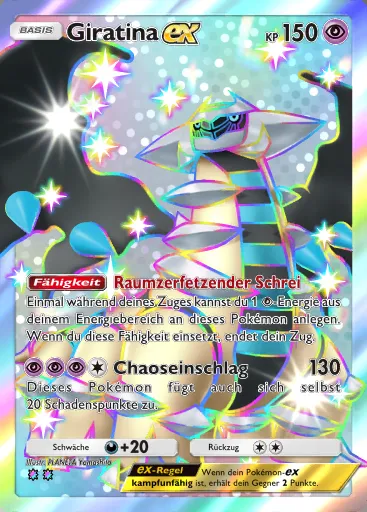 BASIS Giratina ex KP 150
Fähigkeit Raumzerfetzender Schrei
Einmal während deines Zuges kannst du 1 -Energie aus
deinem Energiebereich an dieses Pokémon anlegen.
Wenn du diese Fähigkeit einsetzt, endet dein Zug.
Chaoseinschlag 130
Dieses Pokémon fügt auch sich selbst
20 Schadenspunkte zu.
Schwäche +20 Rückzug
Illustr. PLANETA Yamashita
ex-Regel Wenn dein Pokémon-ex
kampfunfähig ist, erhält dein Gegner 2 Punkte.